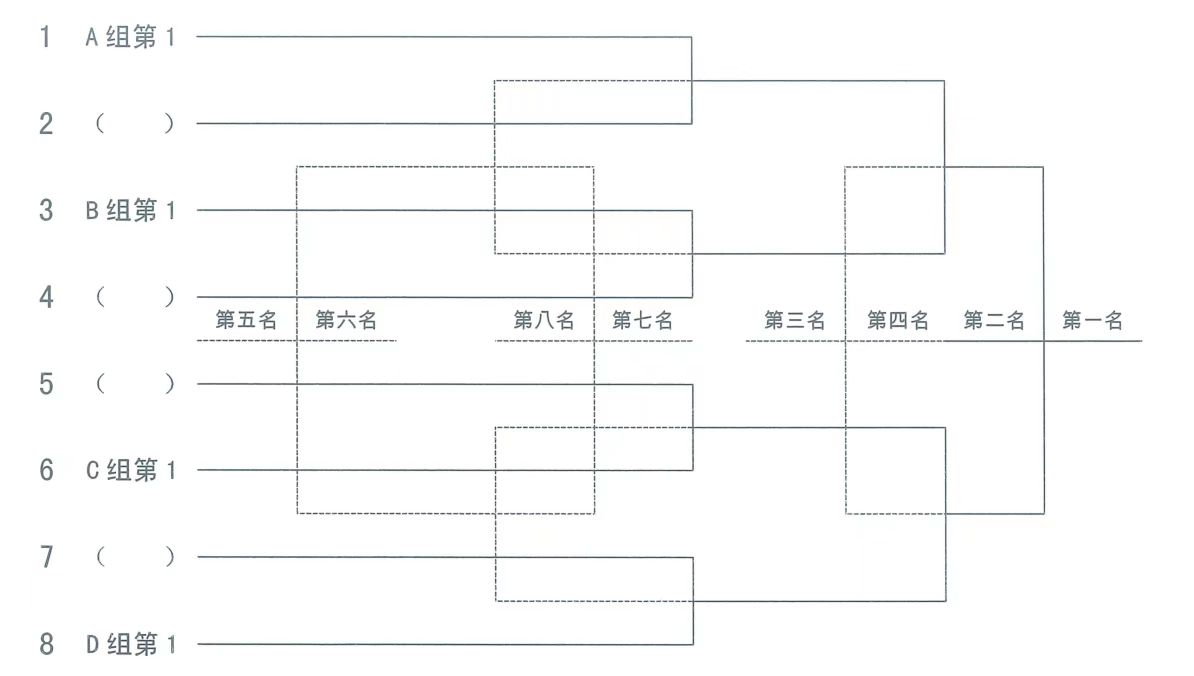 1 A组第1
2 （ ）
3 B组第1
4 （ ）
第五名 第六名 第八名 第七名 第三名 第四名 第二名 第一名
5 （ ）
6 C组第1
7 （ ）
8 D组第1